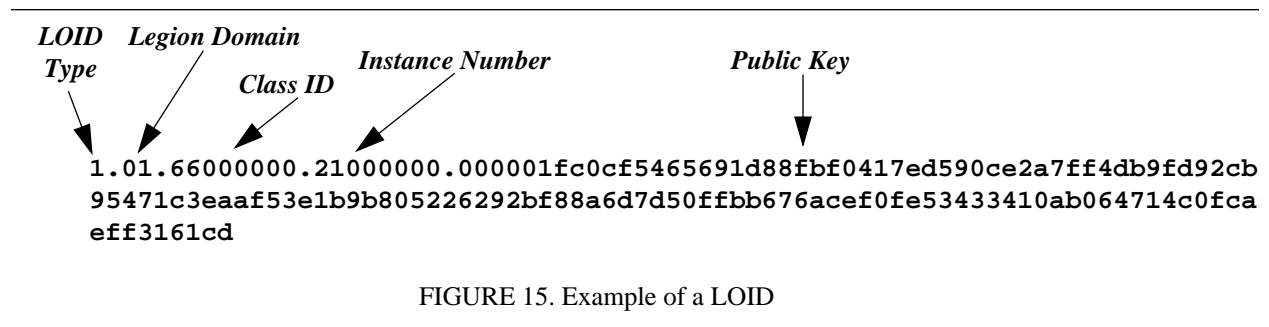 LOID Legion Domain
Type
Instance Number
Public Key
Class ID
1.01.66000000.21000000.000001fc0cf5465691d88fbf0417ed590ce2a7ff4db9fd92cb
95471c3eaaf53e1b9b805226292bf88a6d7d50ffbb676acef0fe53433410ab064714c0fca
eff3161cd
FIGURE 15. Example of a LOID